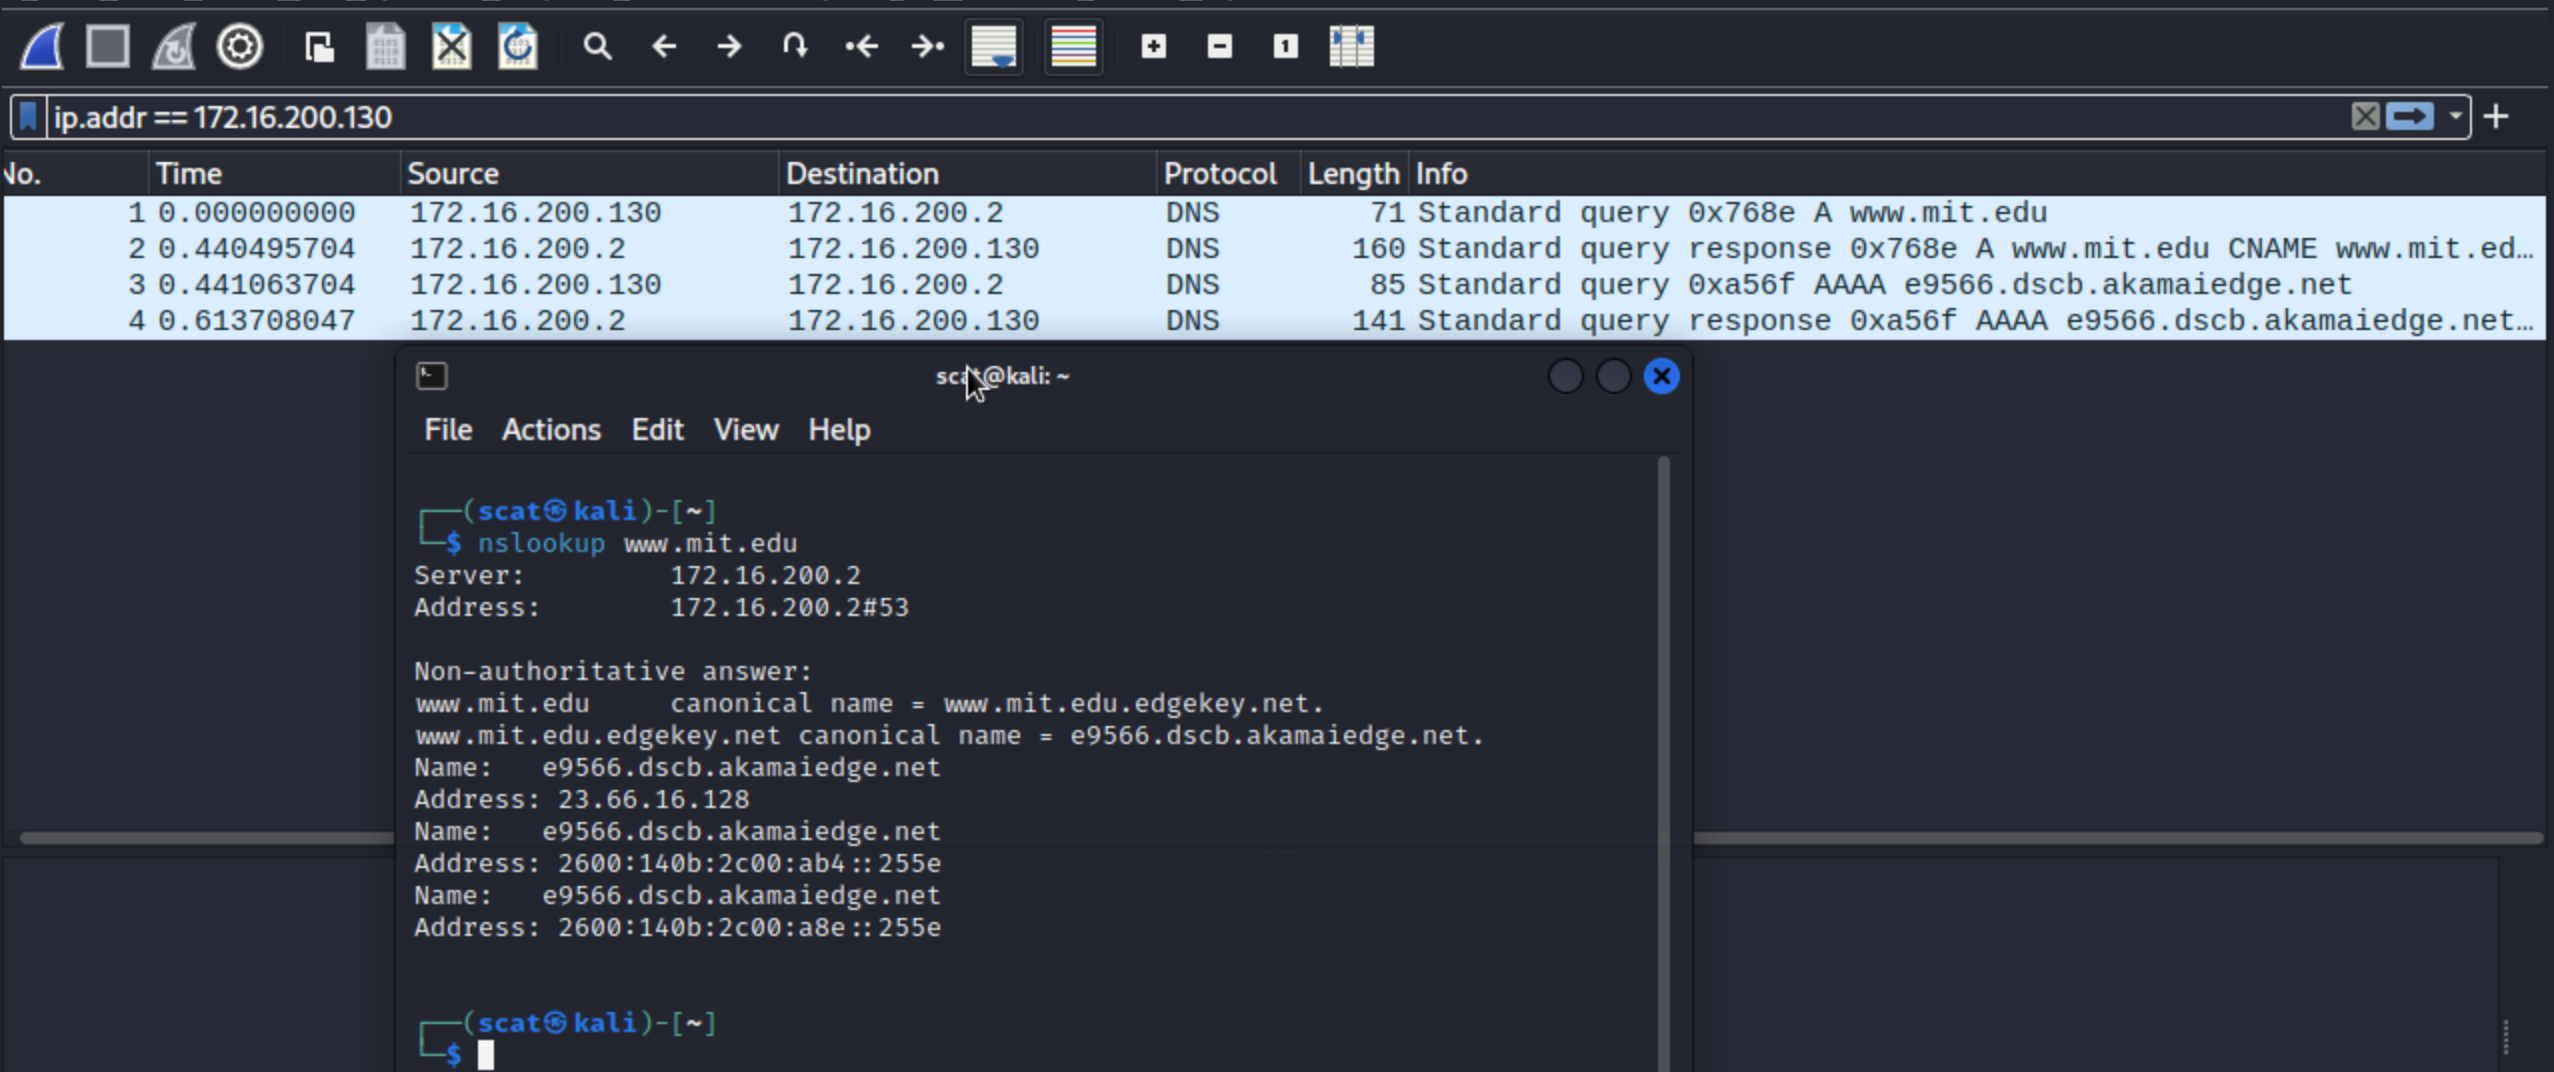 ip.addr == 172.16.200.130
No. Time Source Destination Protocol Length Info
1 0.000000000 172.16.200.130 172.16.200.2 DNS 71 Standard query 0x768e A www.mit.edu
2 0.440495704 172.16.200.2 172.16.200.130 DNS 160 Standard query response 0x768e A www.mit.edu CNAME www.mit.ed…
3 0.441063704 172.16.200.130 172.16.200.2 DNS 85 Standard query 0xa56f AAAA e9566.dscb.akamaiedge.net
4 0.613708047 172.16.200.2 172.16.200.130 DNS 141 Standard query response 0xa56f AAAA e9566.dscb.akamaiedge.net…
scat@kali: ~
File Actions Edit View Help
┌──(scat㉿kali)-[~]
└─$ nslookup www.mit.edu
Server: 172.16.200.2
Address: 172.16.200.2#53
Non-authoritative answer:
www.mit.edu canonical name = www.mit.edu.edgekey.net.
www.mit.edu.edgekey.net canonical name = e9566.dscb.akamaiedge.net.
Name: e9566.dscb.akamaiedge.net
Address: 23.66.16.128
Name: e9566.dscb.akamaiedge.net
Address: 2600:140b:2c00:ab4::255e
Name: e9566.dscb.akamaiedge.net
Address: 2600:140b:2c00:a8e::255e
┌──(scat㉿kali)-[~]
└─$